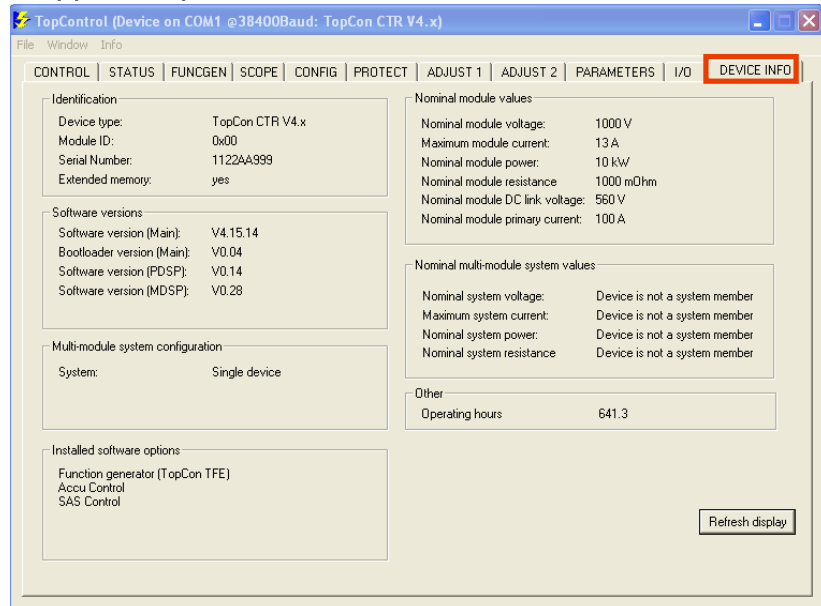 TopControl (Device on COM1 @38400Baud: TopCon CTR V4.x)
File Window Info
CONTROL STATUS FUNCGEN SCOPE CONFIG PROTECT ADJUST 1 ADJUST 2 PARAMETERS I/O DEVICE INFO
Identification
Device type: TopCon CTR V4.x
Module ID: 0x00
Serial Number: 1122AA999
Extended memory: yes
Software versions
Software version (Main): V4.15.14
Bootloader version (Main): V0.04
Software version (PDSP): V0.14
Software version (MDSP): V0.28
Multi-module system configuration
System: Single device
Installed software options
Function generator (TopCon TFE)
Accu Control
SAS Control
Nominal module values
Nominal module voltage: 1000 V
Maximum module current: 13 A
Nominal module power: 10 kW
Nominal module resistance 1000 mOhm
Nominal module DC link voltage: 560 V
Nominal module primary current: 100 A
Nominal multi-module system values
Nominal system voltage: Device is not a system member
Maximum system current: Device is not a system member
Nominal system power: Device is not a system member
Nominal system resistance Device is not a system member
Other
Operating hours 641.3
Refresh display